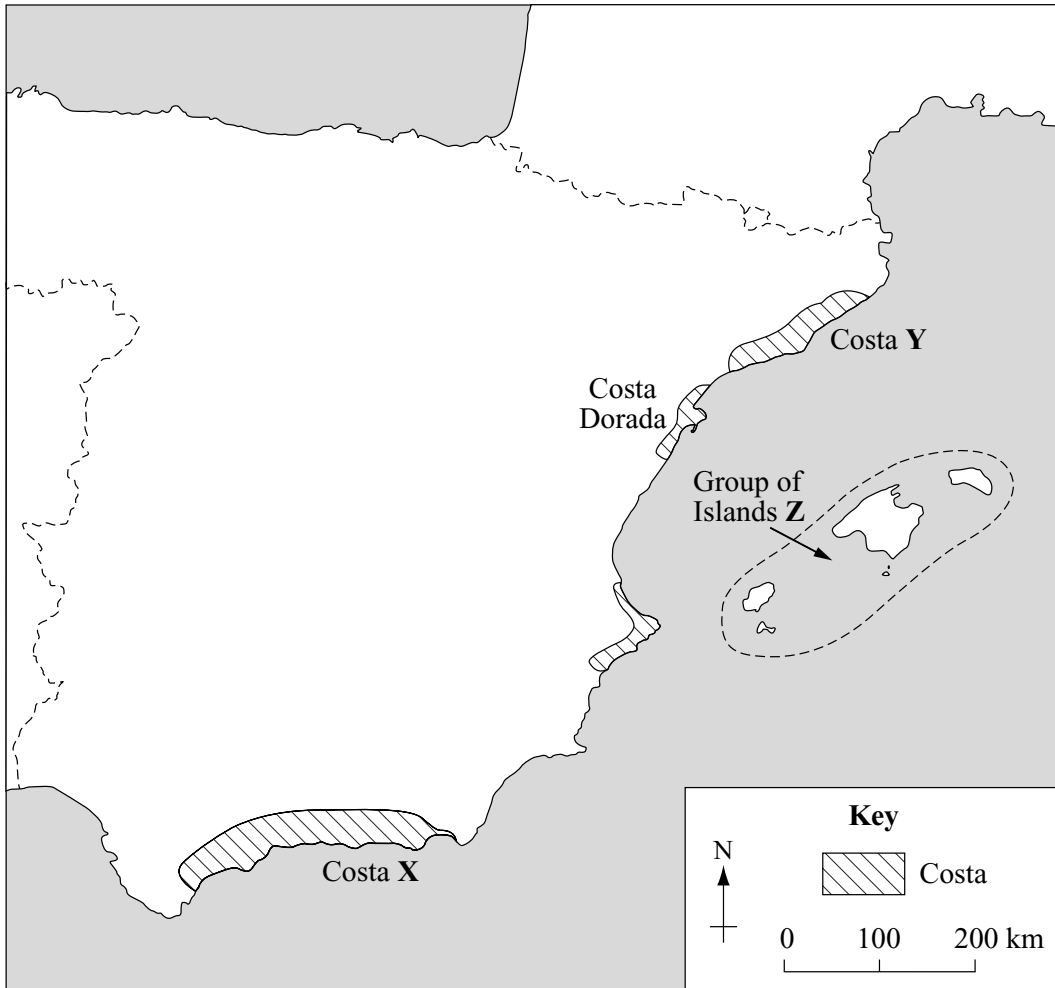 Costa Y
Costa
Dorada
Group of
Islands Z
Costa X
Key
N
Costa
0 100 200 km